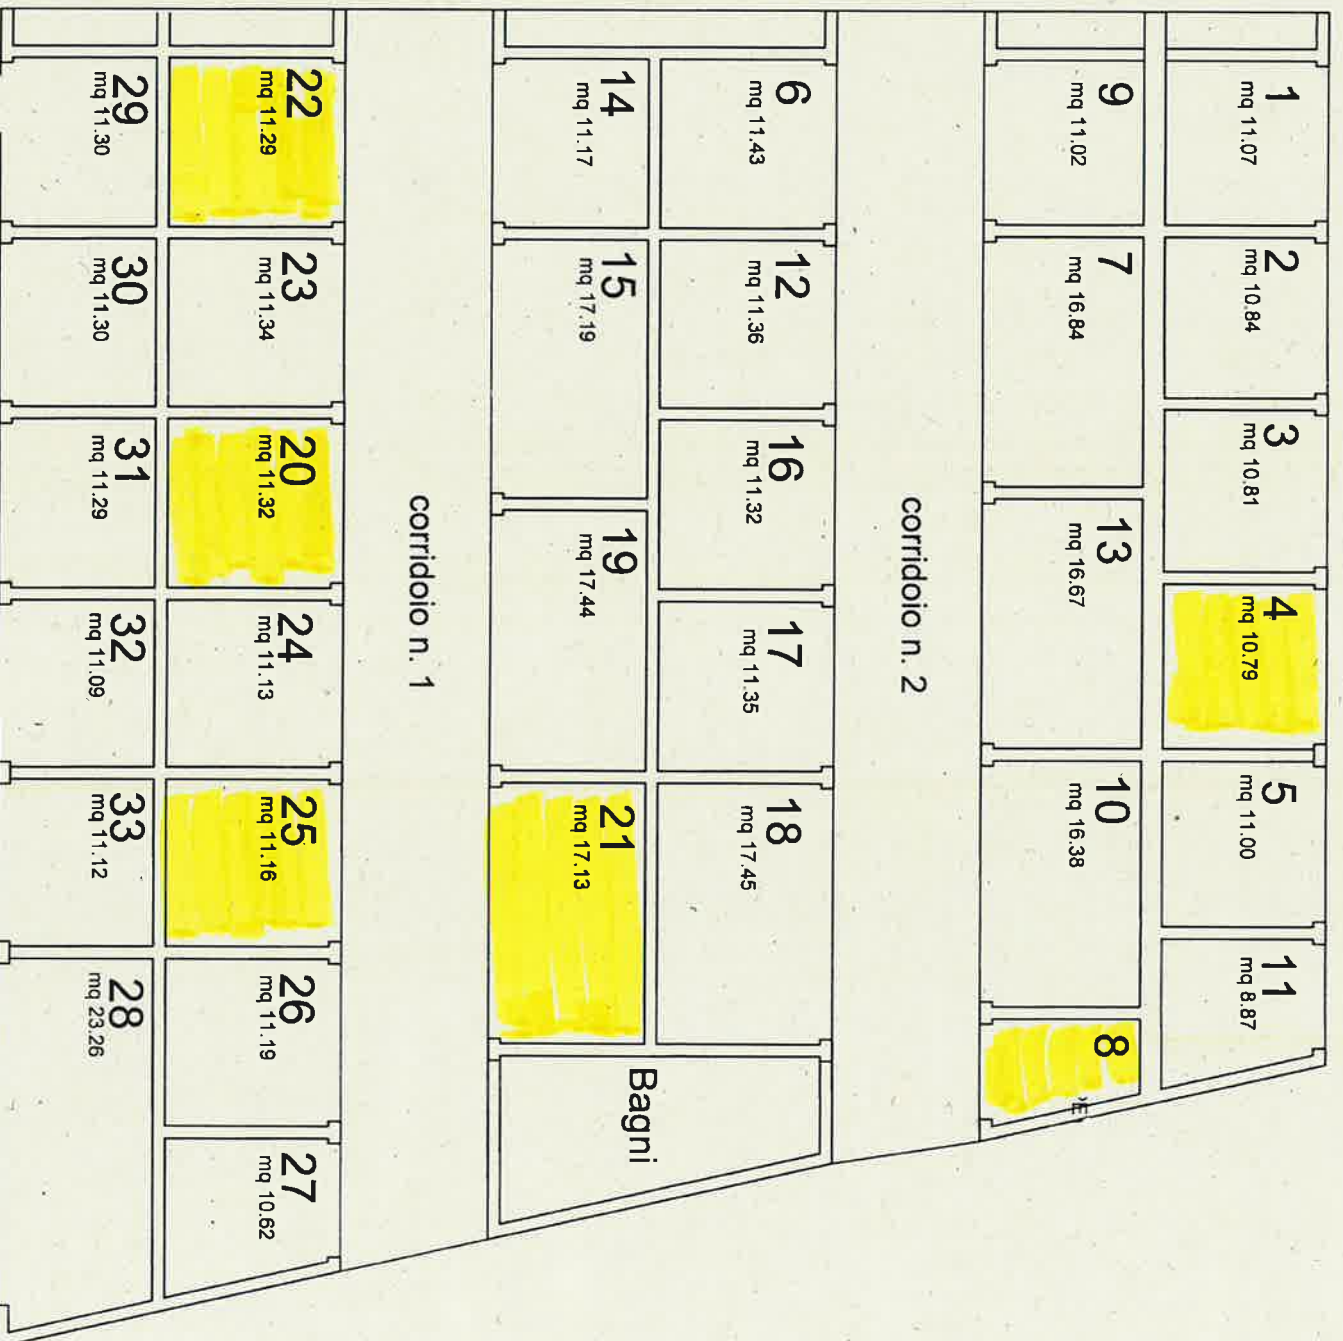 1
mq 11.07
2
mq 10.84
3
mq 10.81
4
mq 10.79
5
mq 11.00
11
mq 8.87
9
mq 11.02
7
mq 16.84
13
mq 16.67
10
mq 16.38
8
corridoio n. 2
6
mq 11.43
12
mq 11.36
16
mq 11.32
17
mq 11.35
18
mq 17.45
14
mq 11.17
15
mq 17.19
19
mq 17.44
21
mq 17.13
Bagni
corridoio n. 1
22
mq 11.29
23
mq 11.34
20
mq 11.32
24
mq 11.13
25
mq 11.16
26
mq 11.19
27
mq 10.62
29
mq 11.30
30
mq 11.30
31
mq 11.29
32
mq 11.09
33
mq 11.12
28
mq 23.26